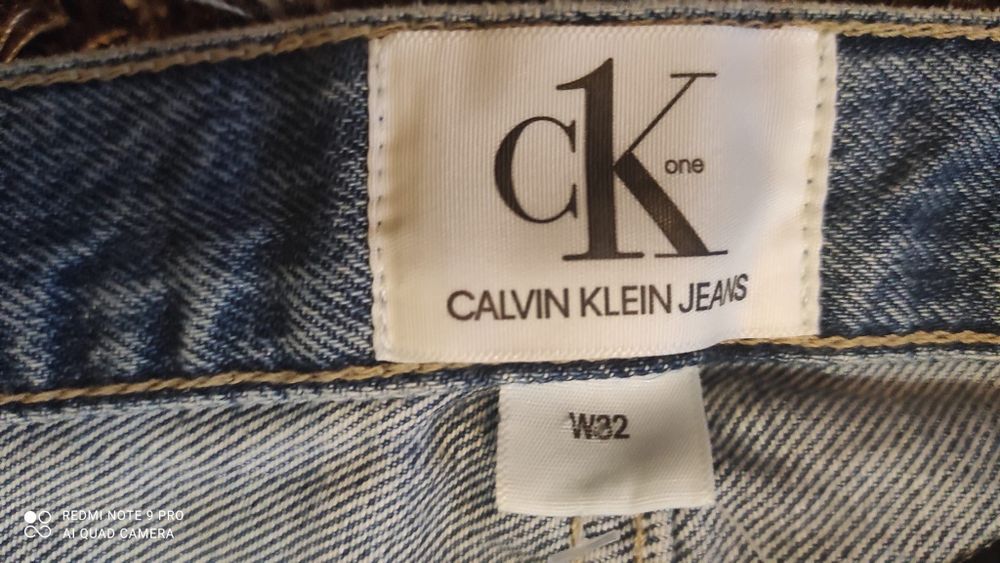 CK
one
CALVIN KLEIN JEANS
W32
REDMI NOTE 9 PRO
AI QUAD CAMERA